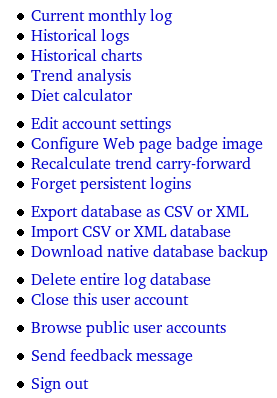 Current monthly log
Historical logs
Historical charts
Trend analysis
Diet calculator
Edit account settings
Configure Web page badge image
Recalculate trend carry-forward
Forget persistent logins
Export database as CSV or XML
Import CSV or XML database
Download native database backup
Delete entire log database
Close this user account
Browse public user accounts
Send feedback message
Sign out